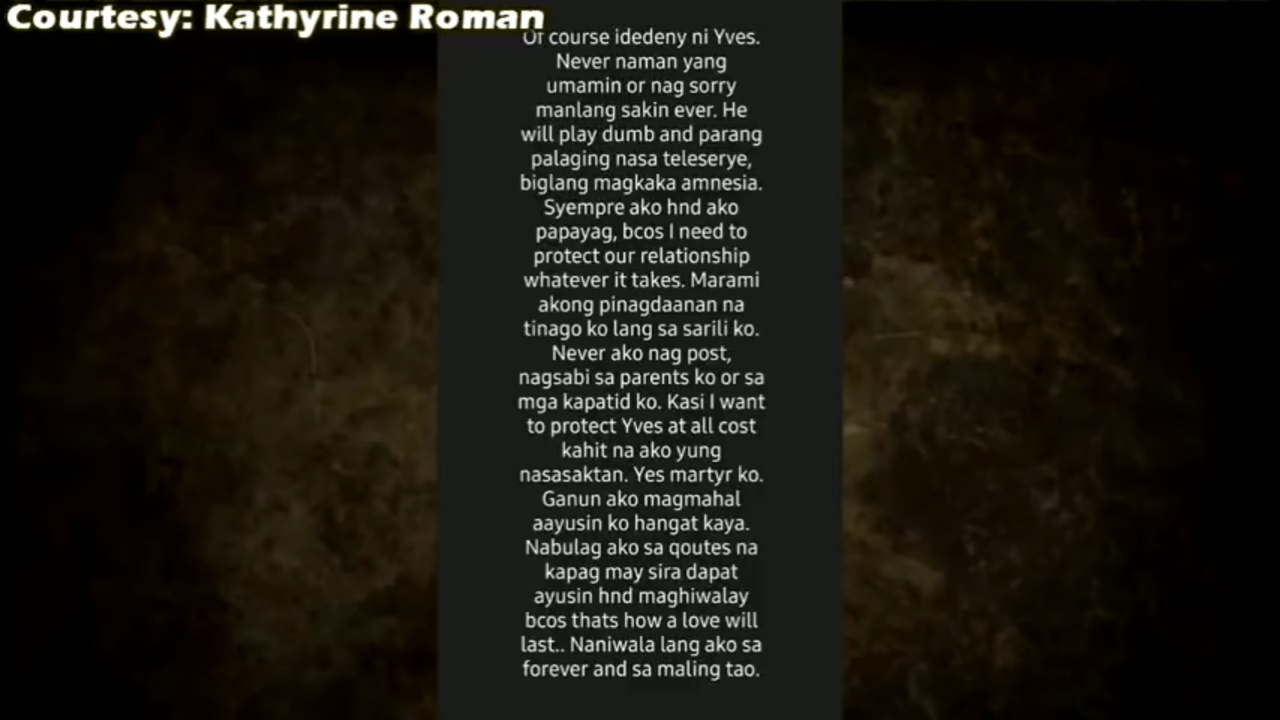 Courtesy: Kathyrine Roman
Of course idedeny ni Yves.
Never naman yang
umamin or nag sorry
manlang sakin ever. He
will play dumb and parang
palaging nasa teleserye,
biglang magkaka amnesia.
Syempre ako hnd ako
papayag, bcos I need to
protect our relationship
whatever it takes. Marami
akong pinagdaanan na
tinago ko lang sa sarili ko.
Never ako nag post,
nagsabi sa parents ko or sa
mga kapatid ko. Kasi I want
to protect Yves at all cost
kahit na ako yung
nasasaktan. Yes martyr ko.
Ganun ako magmahal
aayusin ko hangat kaya.
Nabulag ako sa qoutes na
kapag may sira dapat
ayusin hnd maghiwalay
bcos thats how a love will
last.. Naniwala lang ako sa
forever and sa maling tao.